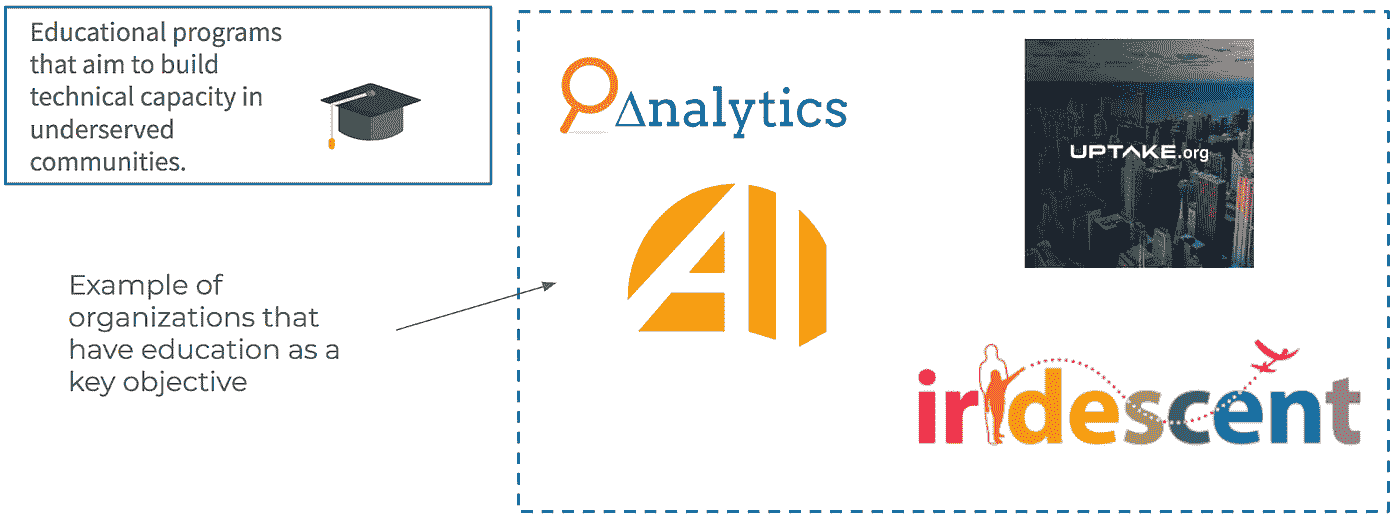 Educational programs
that aim to build
technical capacity in
underserved
communities.
Δnalytics
UPTAKE.org
AI
Example of
organizations that
have education as a
key objective
iridescent